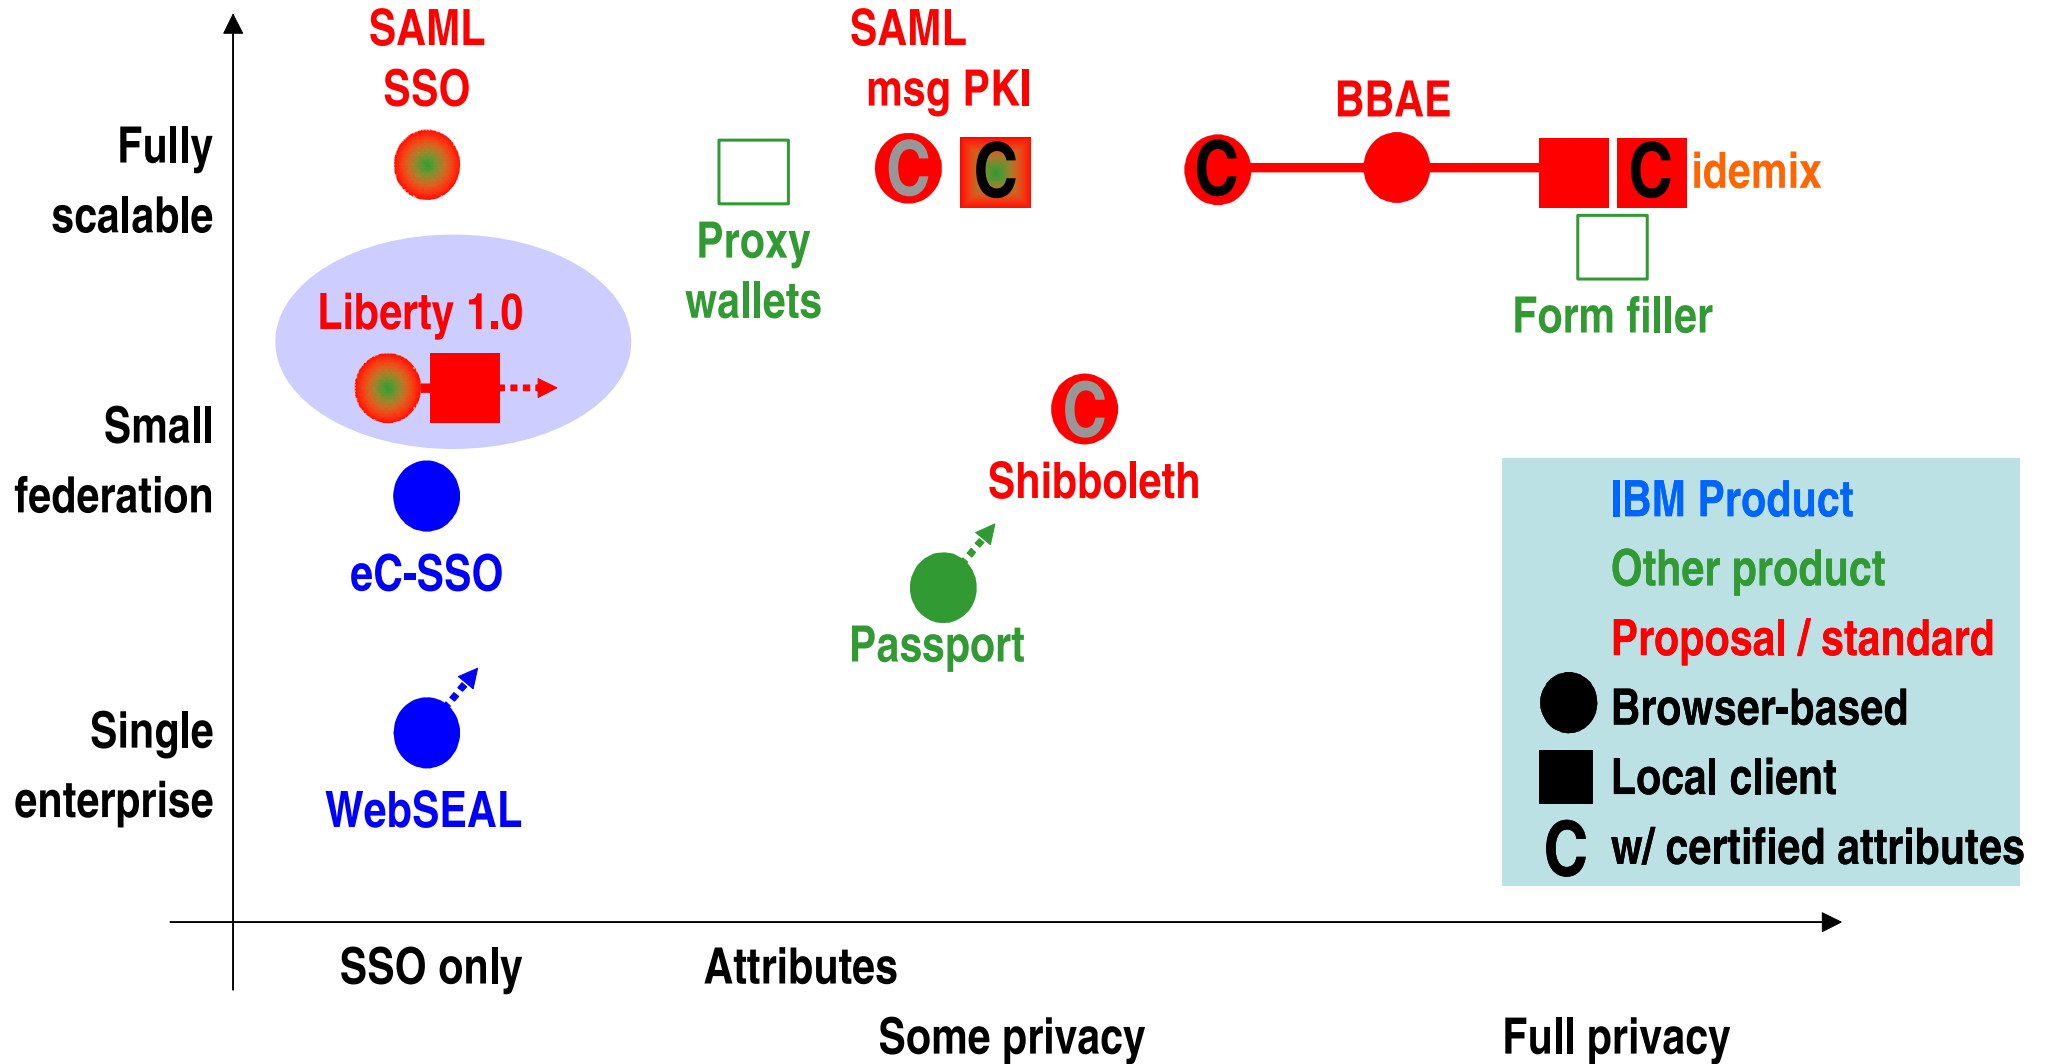 SAML
SSO
SAML
msg PKI
BBAE
Fully
scalable
C
C
C
C
idemix
Proxy
wallets
Form filler
Liberty 1.0
Small
federation
C
Shibboleth
eC-SSO
Passport
Single
enterprise
WebSEAL
IBM Product
Other product
Proposal / standard
Browser-based
Local client
C w/ certified attributes
SSO only
Attributes
Some privacy
Full privacy